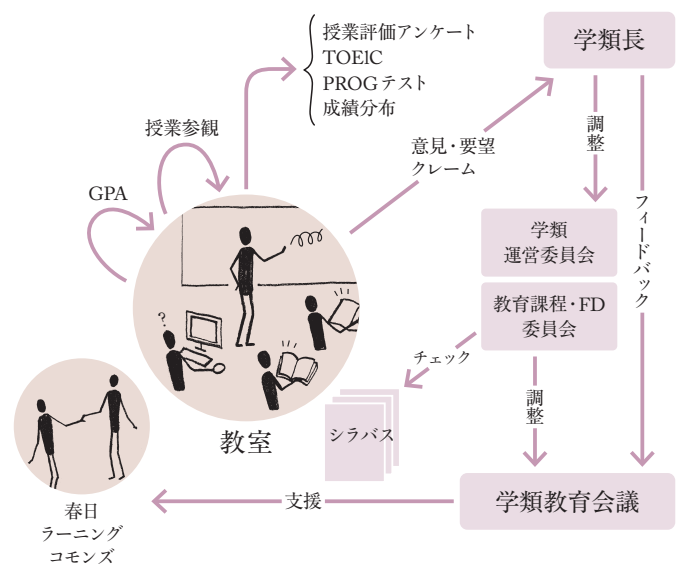 授業評価アンケート
TOEIC
PROGテスト
成績分布
学類長
授業参観
意見・要望
クレーム
調整
GPA
フィードバック
学類
運営委員会
教育課程・FD
委員会
?
チェック
調整
シラバス
教室
学類教育会議
支援
春日
ラーニング
コモンズ